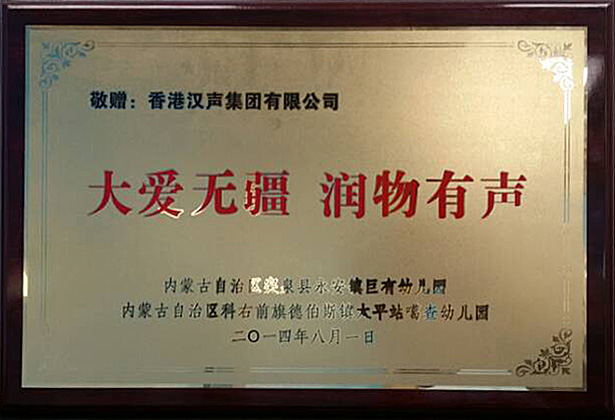 敬赠：香港汉声集团有限公司
大爱无疆 润物有声
内蒙古自治区突泉县永安镇巨有幼儿园
内蒙古自治区科右前旗德伯斯镇太平站嘎查幼儿园
二〇一四年八月一日